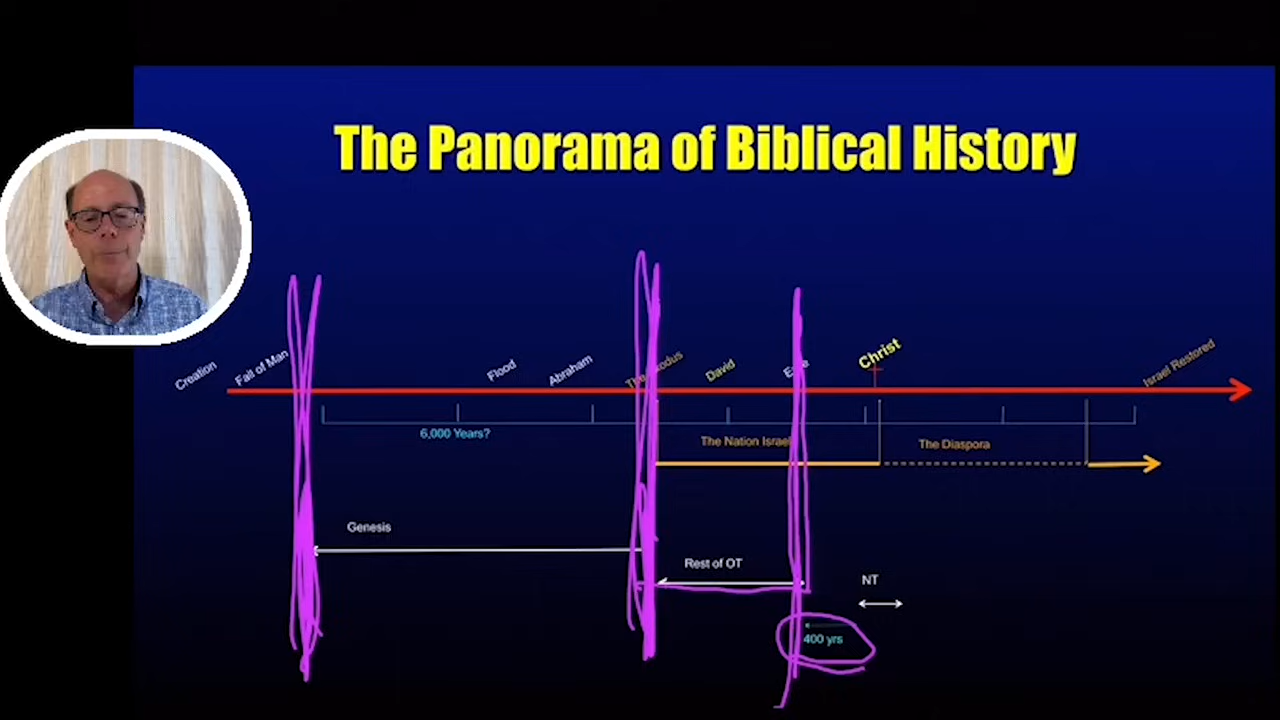 The Panorama of Biblical History
Creation
Fall of Man
Flood
Abraham
David
Christ
Israel Restored
6,000 Years?
The Nation Israel
The Diaspora
Genesis
Rest of OT
NT
400 yrs